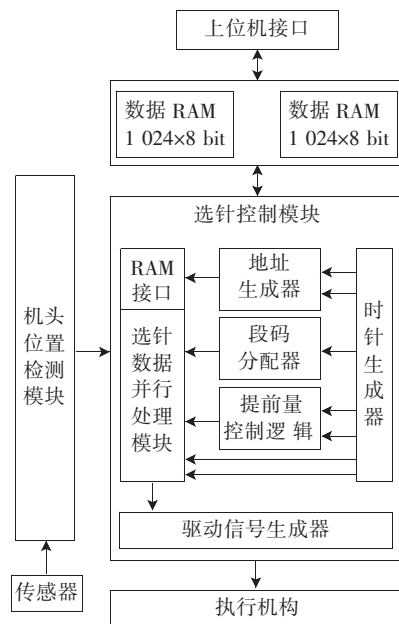 上位机接口
数据 RAM
1 024×8 bit
数据 RAM
1 024×8 bit
选针控制模块
机头
位置
检测
模块
RAM
接口
选针
数据
并行
处理
模块
地址
生成器
段码
分配器
提前量
控制逻 辑
时
针
生
成
器
驱动信号生成器
传感器
执行机构